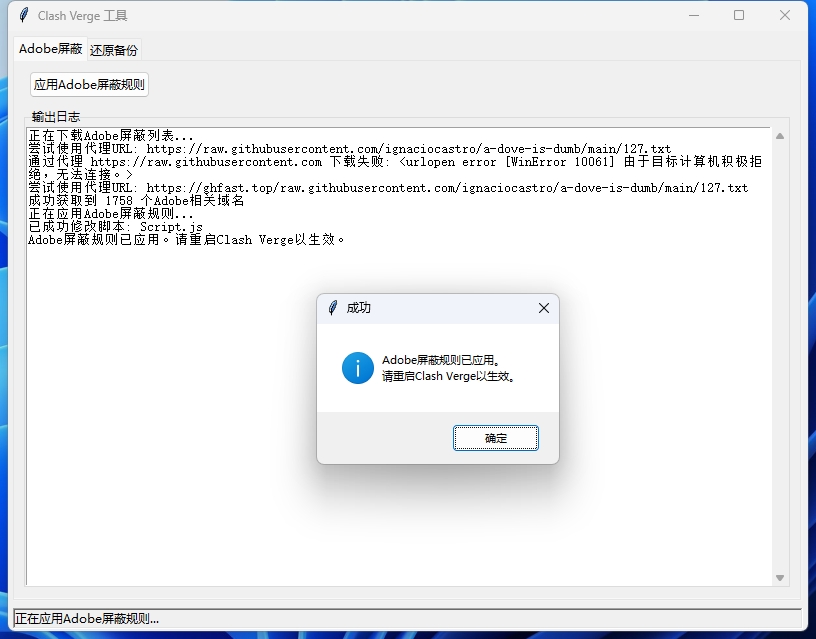 Clash Verge 工具
Adobe屏蔽 还原备份
应用Adobe屏蔽规则
输出日志
正在下载Adobe屏蔽列表...
尝试使用代理URL: https://raw.githubusercontent.com/ignaciocastro/a-dove-is-dumb/main/127.txt
通过代理 https://raw.githubusercontent.com 下载失败: <urlopen error [WinError 10061] 由于目标计算机积极拒
绝，无法连接。>
尝试使用代理URL: https://ghfast.top/raw.githubusercontent.com/ignaciocastro/a-dove-is-dumb/main/127.txt
成功获取到 1758 个Adobe相关域名
正在应用Adobe屏蔽规则...
已成功修改脚本: Script.js
Adobe屏蔽规则已应用。请重启Clash Verge以生效。
成功
Adobe屏蔽规则已应用。
请重启Clash Verge以生效。
确定
正在应用Adobe屏蔽规则...